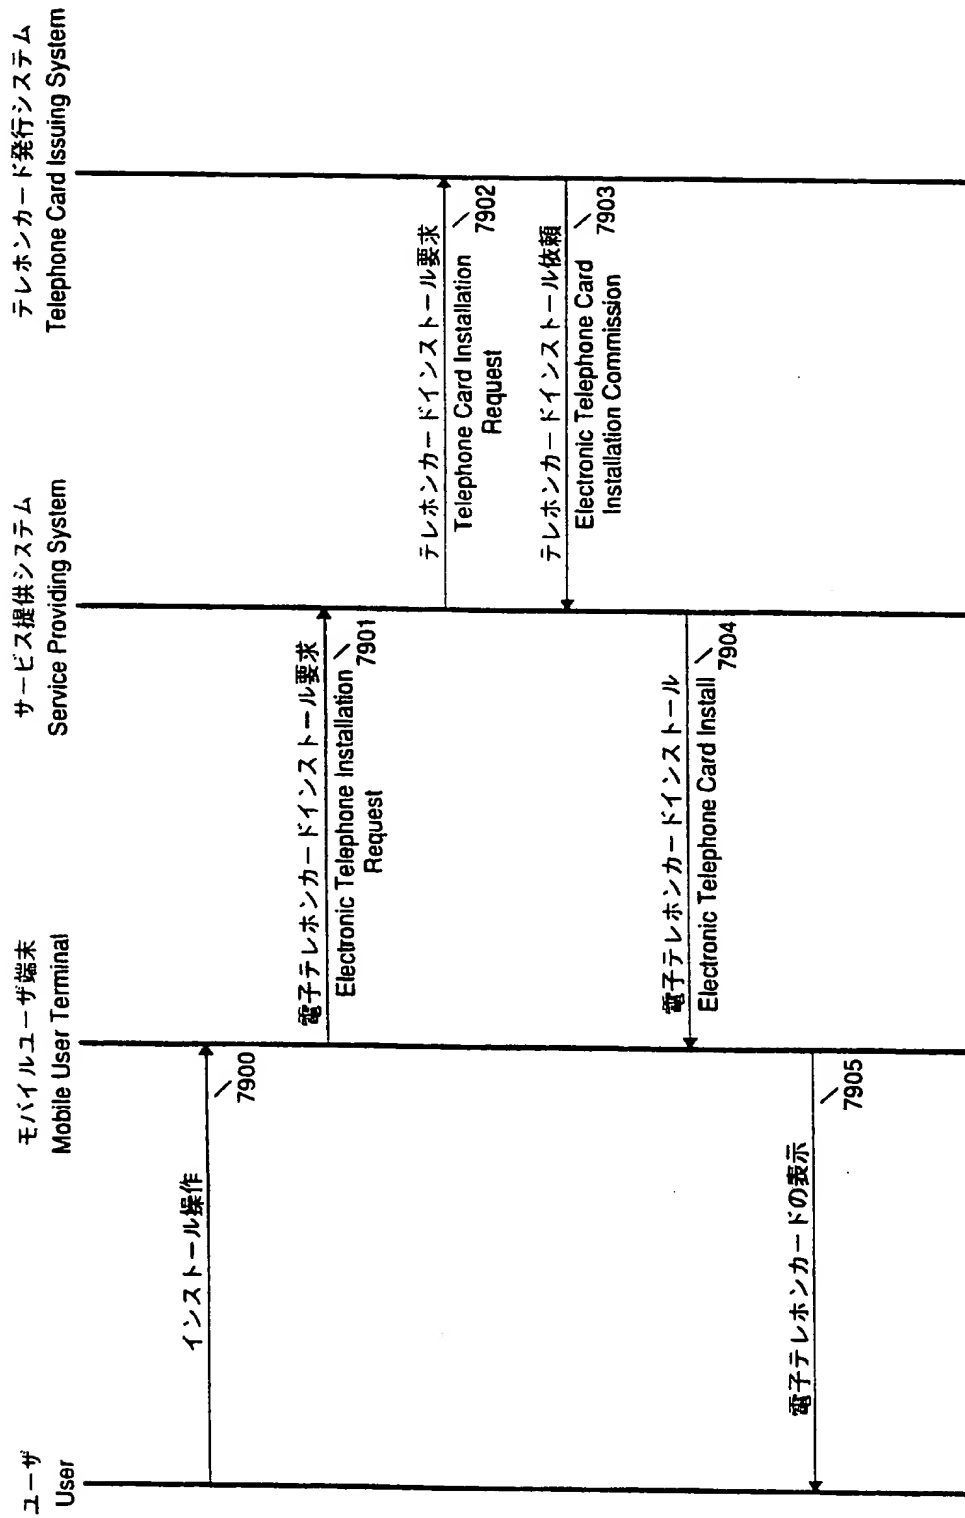 ユーザ
User
モバイルユーザ端末
Mobile User Terminal
サービス提供システム
Service Providing System
テレホンカード発行システム
Telephone Card Issuing System
インストール操作
7900
電子テレホンカードインストール要求
7901
Electronic Telephone Installation
Request
テレホンカードインストール要求
7902
Telephone Card Installation
Request
テレホンカードインストール依頼
7903
Electronic Telephone Card
Installation Commission
電子テレホンカードインストール
7904
Electronic Telephone Card Install
電子テレホンカードの表示
7905